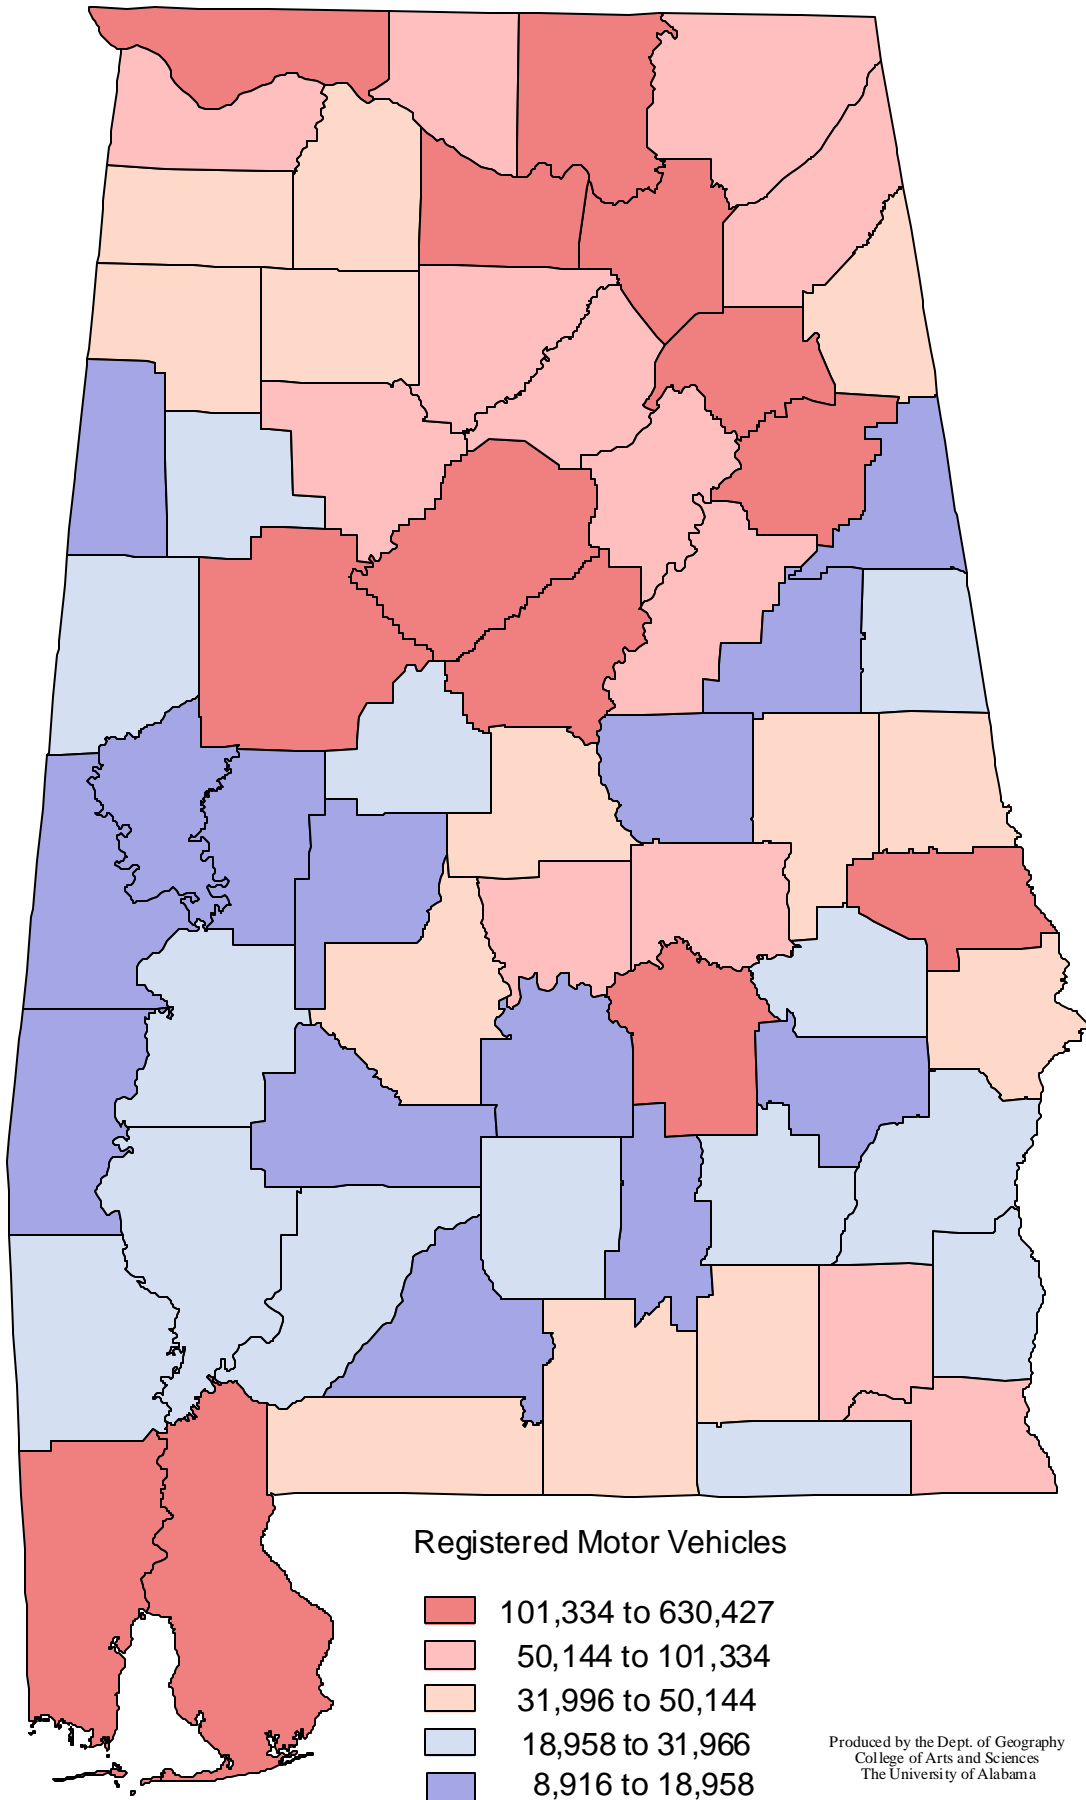 Registered Motor Vehicles
101,334 to 630,427
50,144 to 101,334
31,996 to 50,144
18,958 to 31,966
8,916 to 18,958
Produced by the Dept. of Geography
College of Arts and Sciences
The University of Alabama